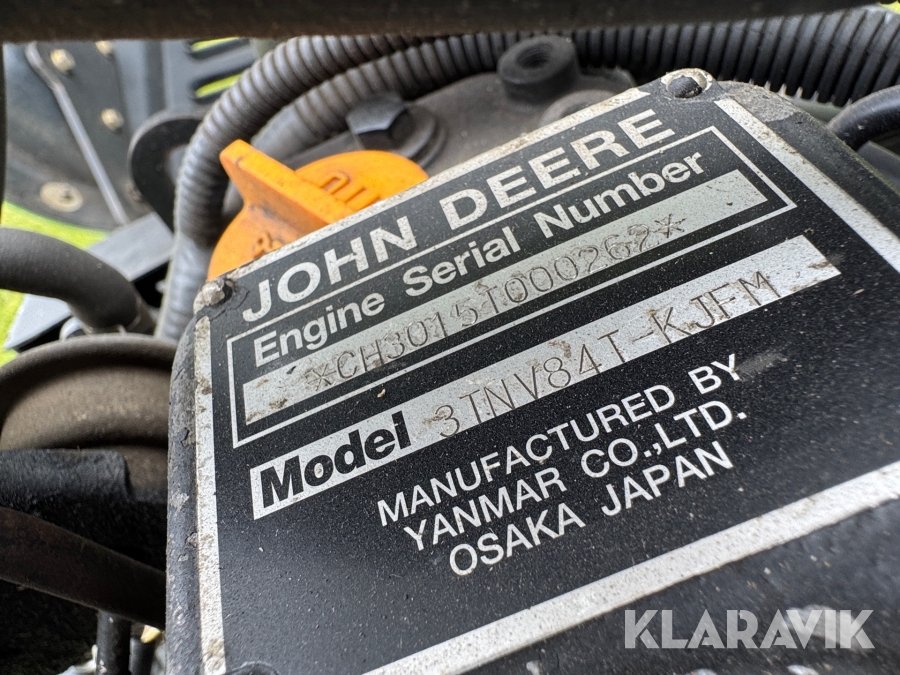 JOHN DEERE
Engine Serial Number
*CH3015T000262*
Model 3TNV84T-KJFM
MANUFACTURED BY
YANMAR CO.,LTD.
OSAKA JAPAN
KLARAVIK